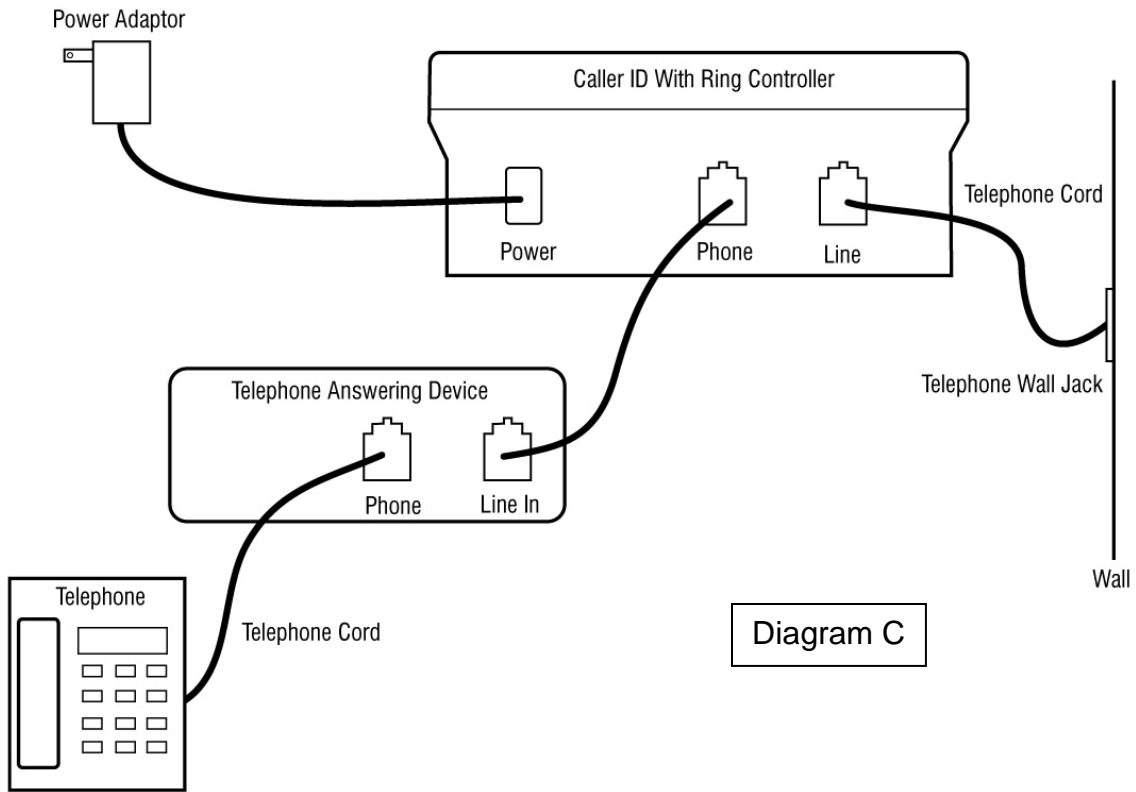 Power Adaptor
Caller ID With Ring Controller
Telephone Cord
Power
Phone
Line
Telephone Wall Jack
Telephone Answering Device
Phone
Line In
Wall
Telephone
Telephone Cord
Diagram C